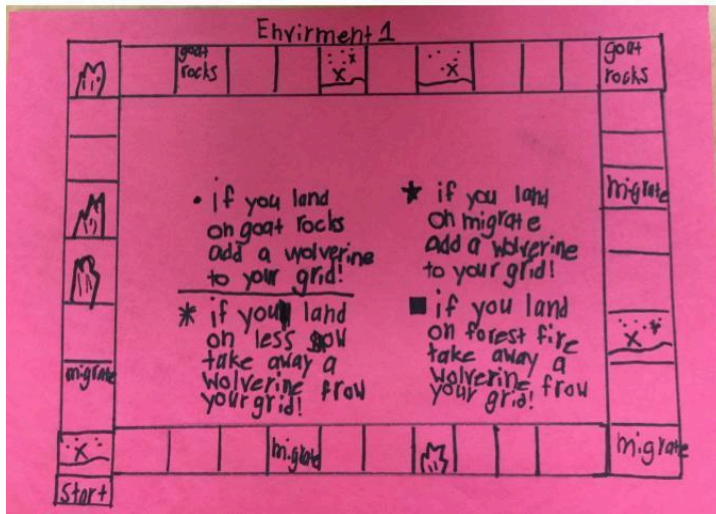 Envirment 1
goat
rocks
goat
rocks
migrate
• if you land
on goat rocks
add a wolverine
to your grid!
★ if you land
on migrate
add a wolverine
to your grid!
* if you land
on less snow
take away a
wolverine frow
your grid!
■ if you land
on forest fire
take away a
wolverine frow
your grid!
migrate
migrate
migrate
Start